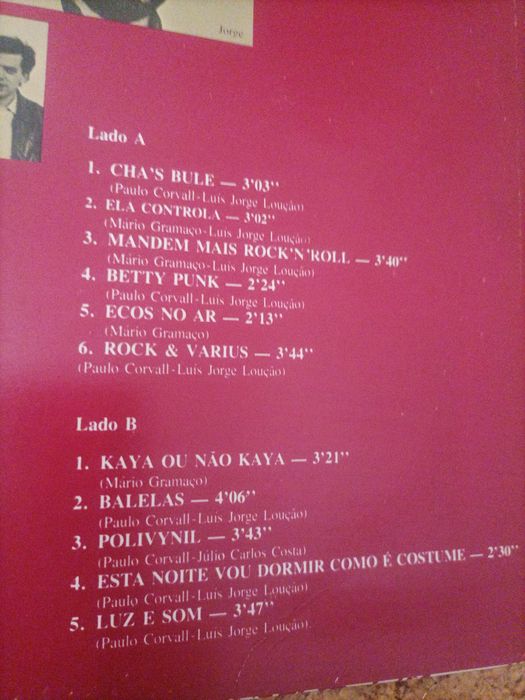 Jorge
Lado A
1. CHA'S BULE — 3'03''
(Paulo Corvall-Luís Jorge Loução)
2. ELA CONTROLA — 3'02''
(Mário Gramaço-Luís Jorge Loução)
3. MANDEM MAIS ROCK'N'ROLL — 3'40''
(Mário Gramaço-Luís Jorge Loução)
4. BETTY PUNK — 2'24''
(Paulo Corvall-Luís Jorge Loução)
5. ECOS NO AR — 2'13''
(Mário Gramaço)
6. ROCK & VARIUS — 3'44''
(Paulo Corvall-Luís Jorge Loução)
Lado B
1. KAYA OU NÃO KAYA — 3'21''
(Mário Gramaço)
2. BALELAS — 4'06''
(Paulo Corvall-Luís Jorge Loução)
3. POLIVYNIL — 3'43''
(Paulo Corvall-Júlio Carlos Costa)
4. ESTA NOITE VOU DORMIR COMO É COSTUME — 2'30''
(Paulo Corvall-Luís Jorge Loução)
5. LUZ E SOM — 3'47''
(Paulo Corvall-Luís Jorge Loução).